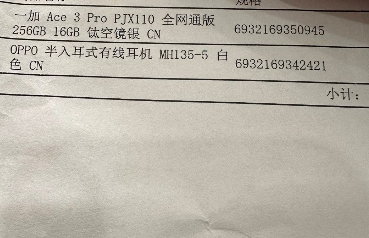 规格
一加 Ace 3 Pro PJX110 全网通版
256GB 16GB 钛空镜银 CN
6932169350945
OPPO 半入耳式有线耳机 MH135-5 白
色 CN
6932169342421
小计: